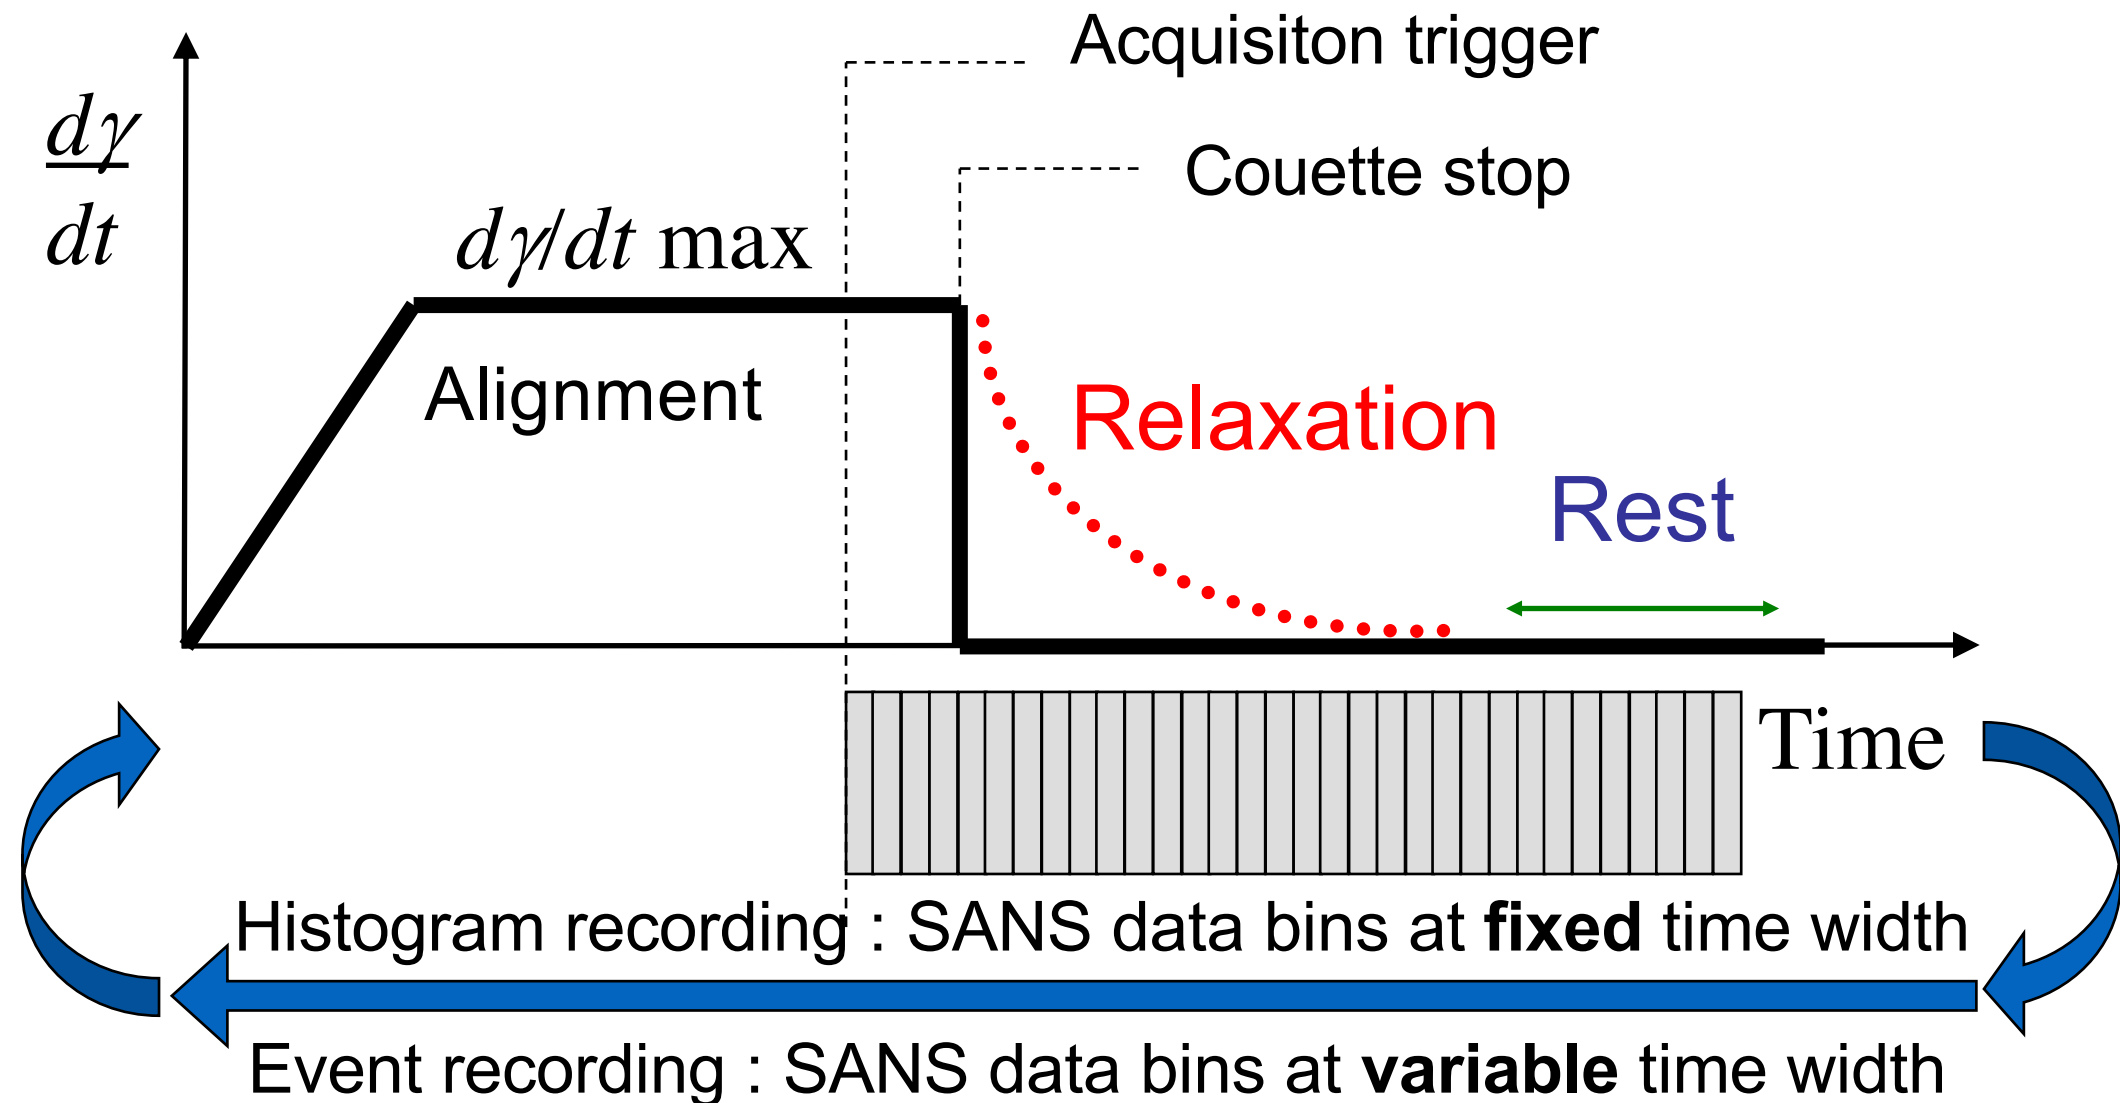 Acquisiton trigger
Couette stop
dγ
dt
dγ/dt max
Alignment
Relaxation
Rest
Time
Histogram recording : SANS data bins at fixed time width
Event recording : SANS data bins at variable time width